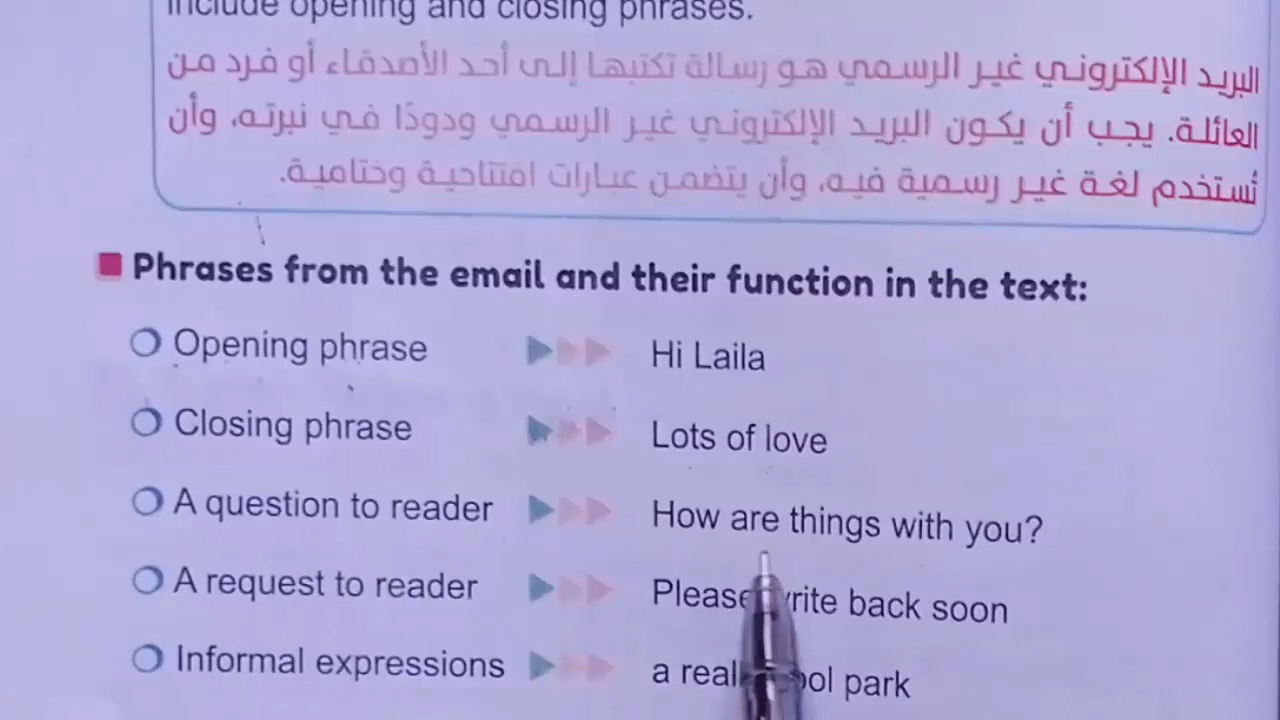 include opening and closing phrases.
البريد الإلكتروني غير الرسمي هو رسالة تكتبها إلى أحد الأصدقاء أو فرد من
العائلة. يجب أن يكون البريد الإلكتروني غير الرسمي ودودًا في نبرته، وأن
تُستخدم لغة غير رسمية فيه، وأن يتضمن عبارات افتتاحية وختامية.
Phrases from the email and their function in the text:
Opening phrase Hi Laila
Closing phrase Lots of love
A question to reader How are things with you?
A request to reader Please write back soon
Informal expressions a real park